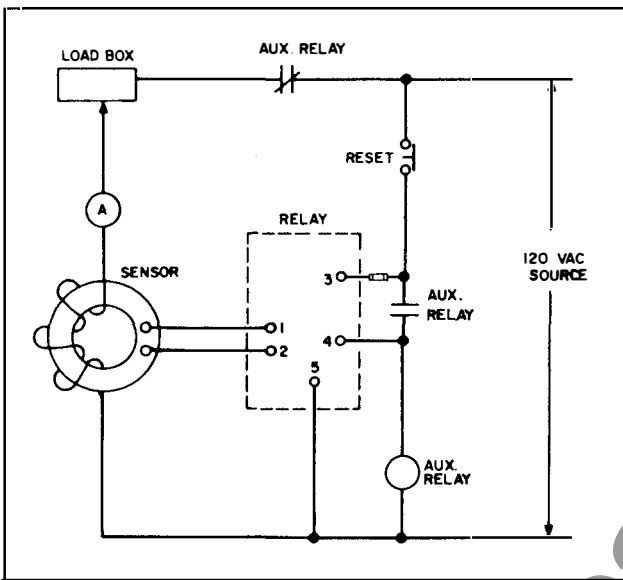 LOAD BOX
AUX. RELAY
RESET
A
RELAY
120 VAC
SOURCE
SENSOR
3
AUX.
RELAY
1
2
4
5
AUX.
RELAY